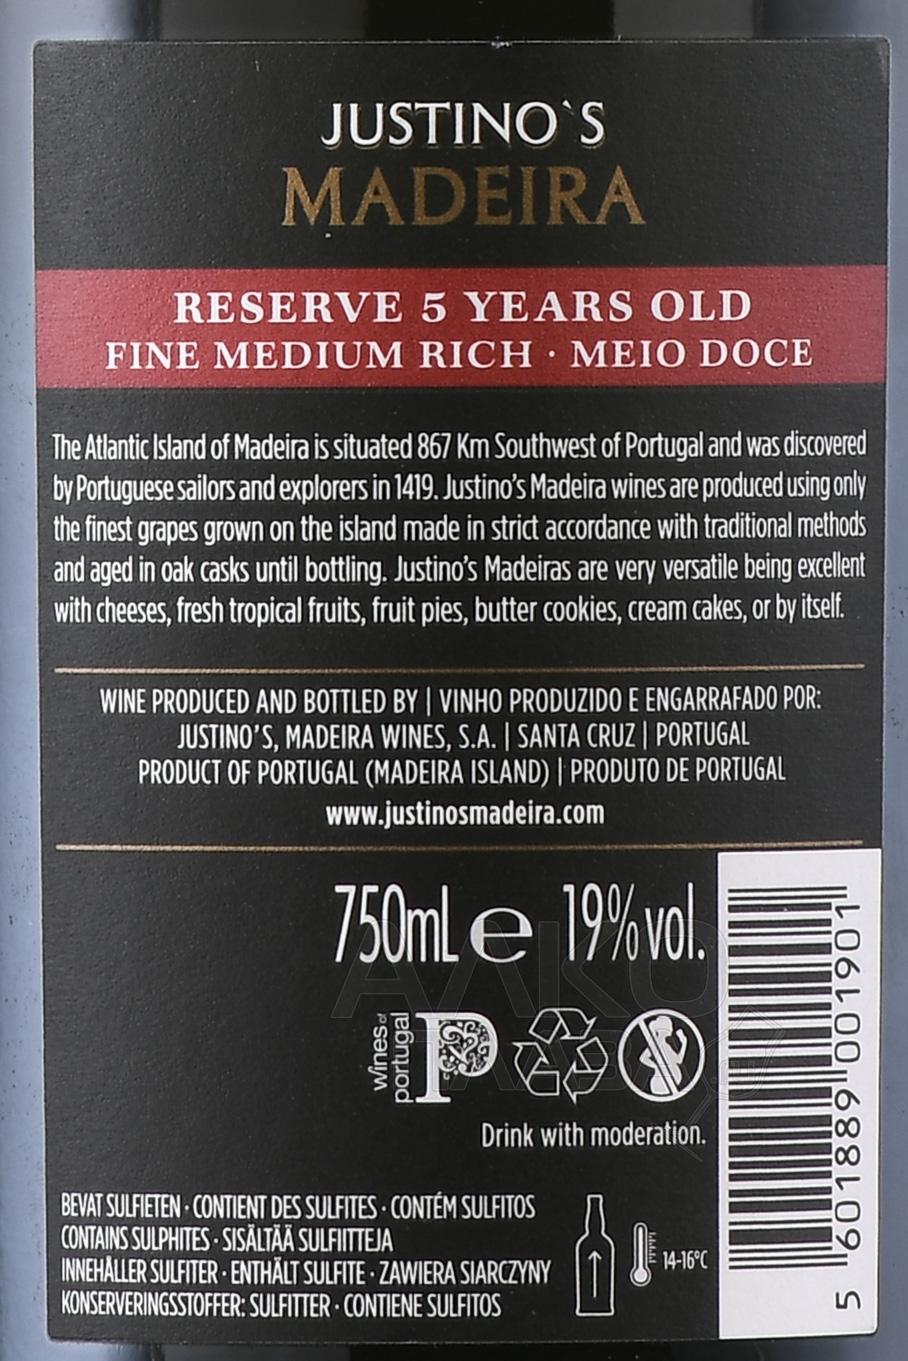 JUSTINO`S
MADEIRA
RESERVE 5 YEARS OLD
FINE MEDIUM RICH · MEIO DOCE
The Atlantic Island of Madeira is situated 867 Km Southwest of Portugal and was discovered
by Portuguese sailors and explorers in 1419. Justino's Madeira wines are produced using only
the finest grapes grown on the island made in strict accordance with traditional methods
and aged in oak casks until bottling. Justino's Madeiras are very versatile being excellent
with cheeses, fresh tropical fruits, fruit pies, butter cookies, cream cakes, or by itself.
WINE PRODUCED AND BOTTLED BY | VINHO PRODUZIDO E ENGARRAFADO POR:
JUSTINO'S, MADEIRA WINES, S.A. | SANTA CRUZ | PORTUGAL
PRODUCT OF PORTUGAL (MADEIRA ISLAND) | PRODUTO DE PORTUGAL
www.justinosmadeira.com
750mL e 19% vol.
Wines of
portugal
P
Drink with moderation.
BEVAT SULFIETEN · CONTIENT DES SULFITES · CONTÉM SULFITOS
CONTAINS SULPHITES · SISÄLTÄÄ SULFIITTEJA
INNEHÅLLER SULFITER · ENTHÄLT SULFITE · ZAWIERA SIARCZYNY
KONSERVERINGSSTOFFER: SULFITTER · CONTIENE SULFITOS
14-16°C
5 601889 001901